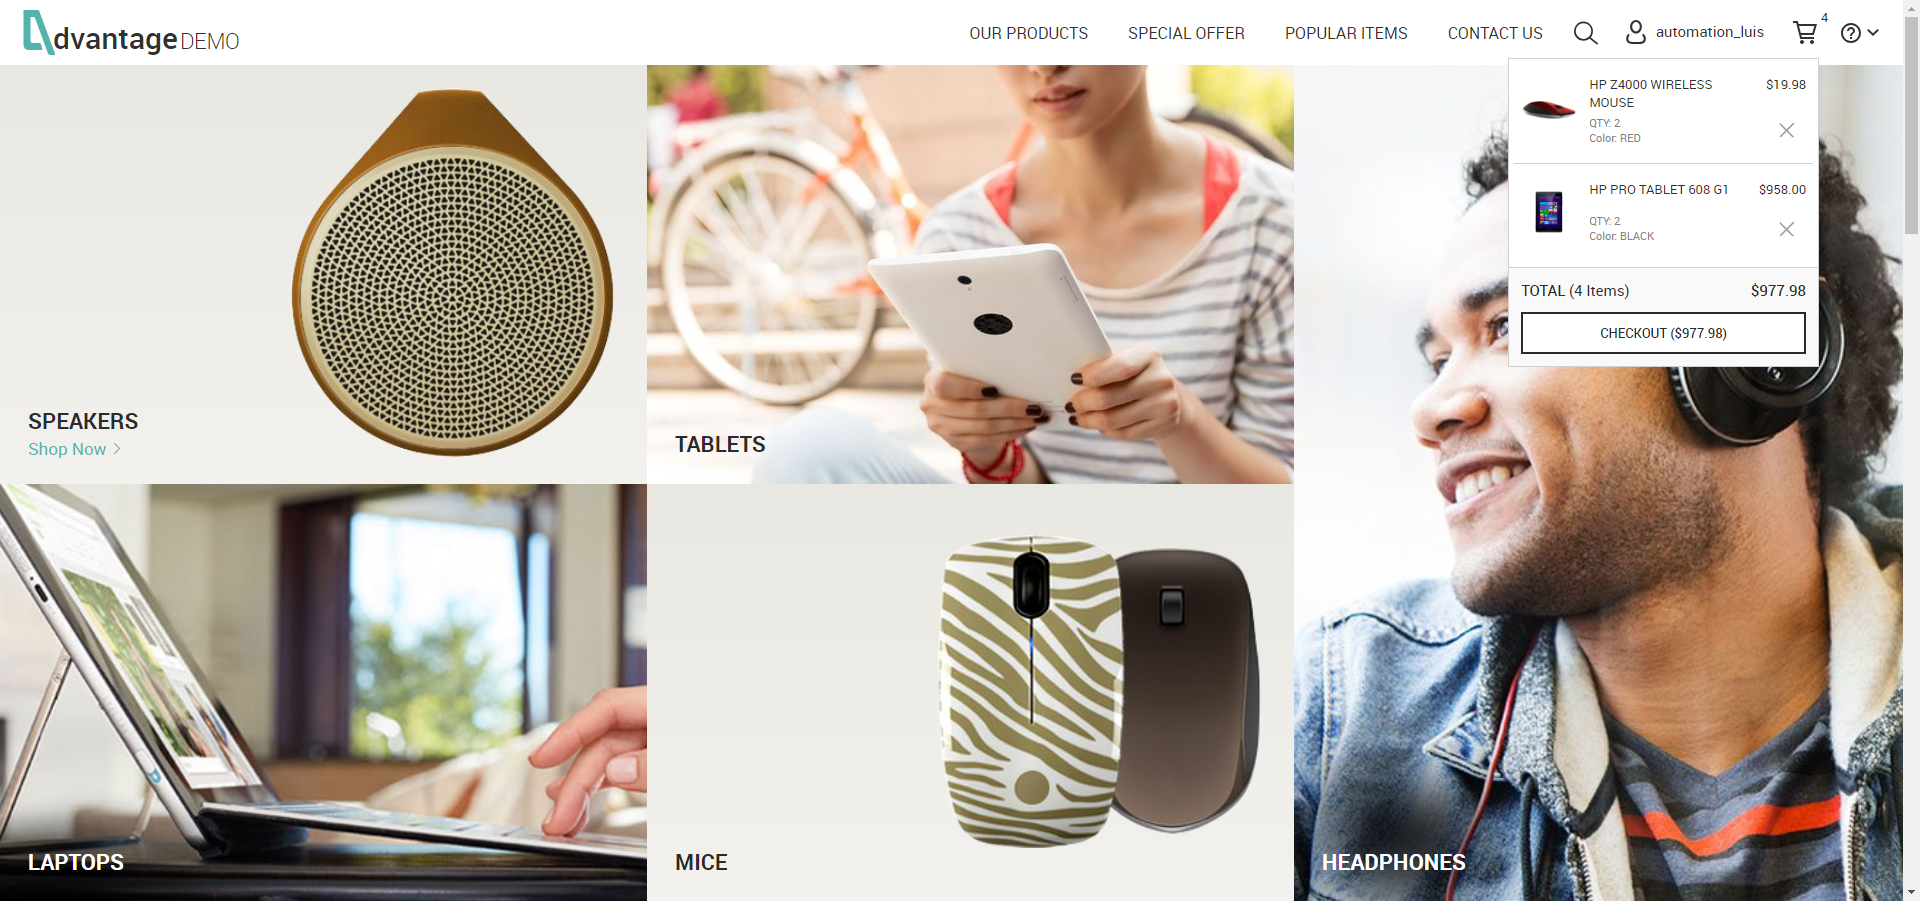 dvantage DEMO
OUR PRODUCTS SPECIAL OFFER POPULAR ITEMS CONTACT US automation_luis 4
HP Z4000 WIRELESS MOUSE $19.98
QTY: 2
Color: RED
HP PRO TABLET 608 G1 $958.00
QTY: 2
Color: BLACK
TOTAL (4 Items) $977.98
CHECKOUT ($977.98)
SPEAKERS
Shop Now
TABLETS
LAPTOPS
MICE
HEADPHONES